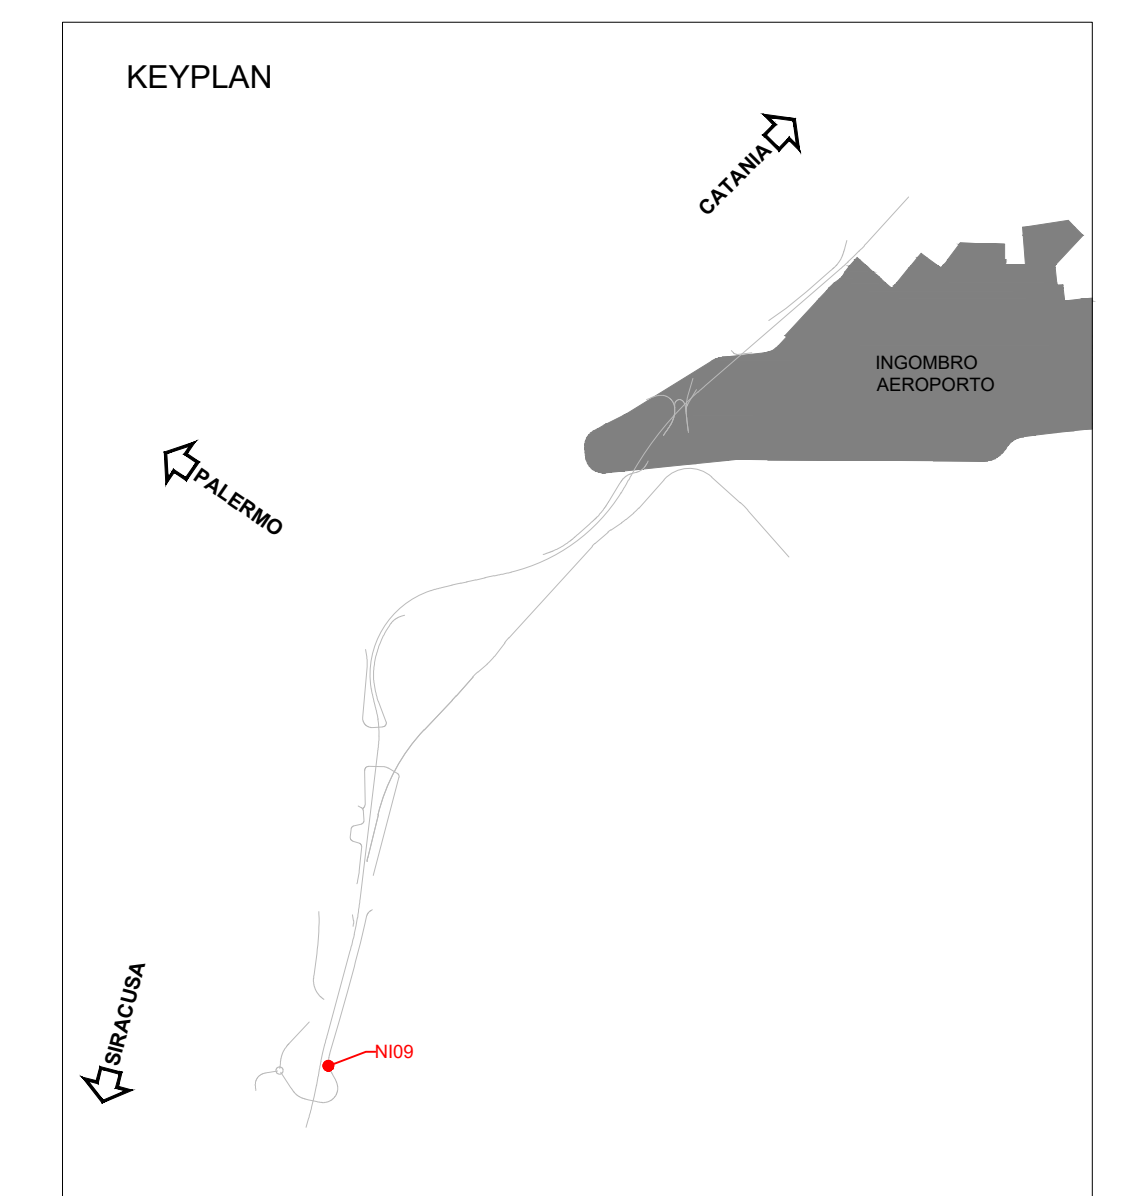 KEYPLAN
CATANIA
INGOMBRO
AEROPORTO
PALERMO
SIRACUSA
NI09